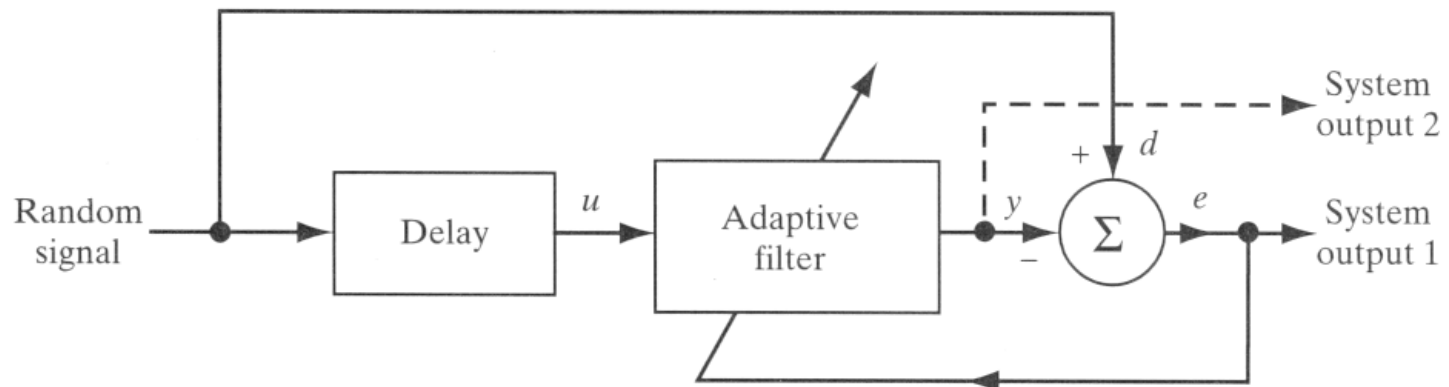 System
output 2
+
d
Random
signal
Delay
u
Adaptive
filter
y
−
Σ
e
System
output 1